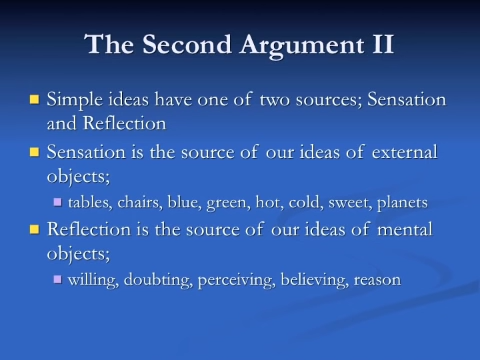 The Second Argument II
Simple ideas have one of two sources; Sensation
and Reflection
Sensation is the source of our ideas of external
objects;
tables, chairs, blue, green, hot, cold, sweet, planets
Reflection is the source of our ideas of mental
objects;
willing, doubting, perceiving, believing, reason